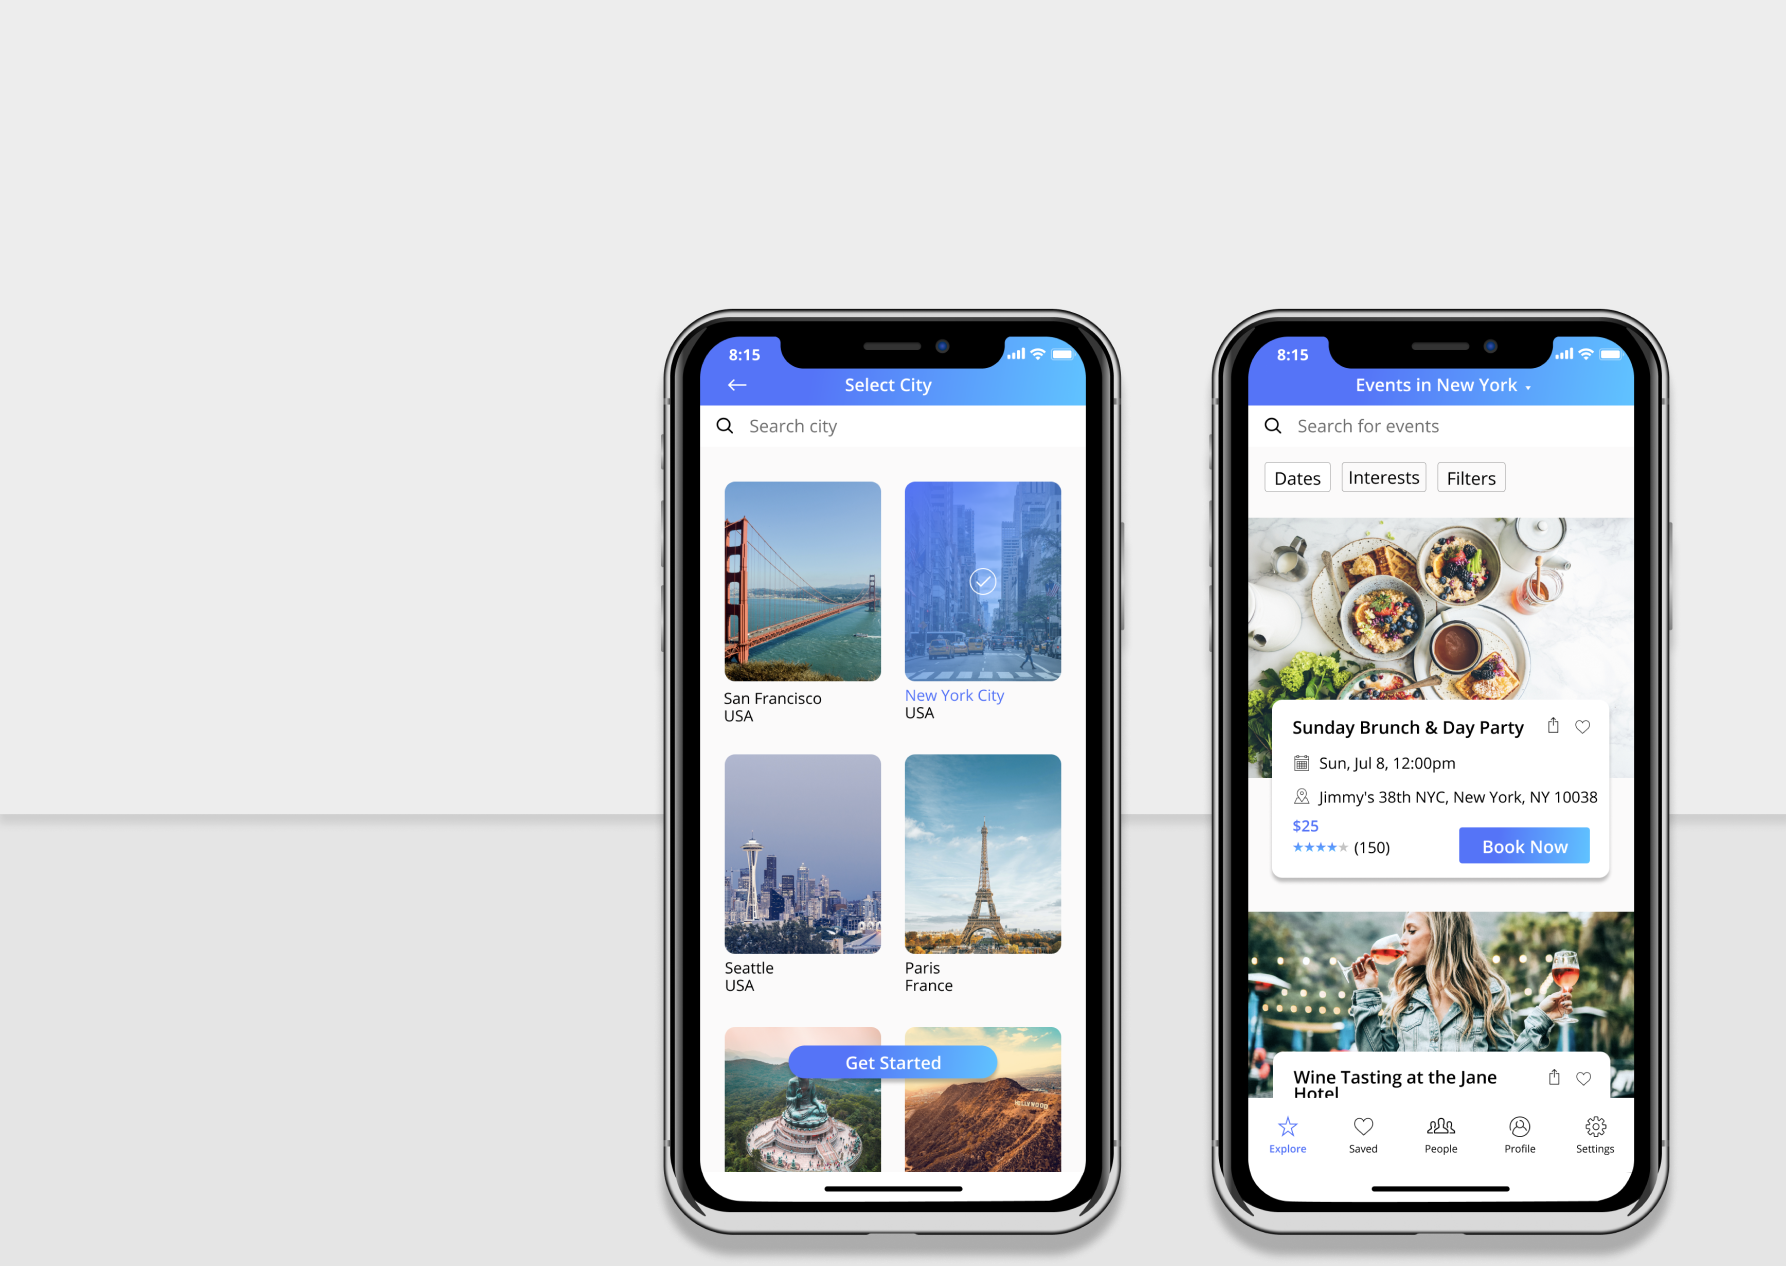 8:15
Select City
Search city
San Francisco
USA
New York City
USA
Seattle
USA
Paris
France
Get Started
HOLLYWOOD
8:15
Events in New York
Search for events
Dates
Interests
Filters
Sunday Brunch & Day Party
Sun, Jul 8, 12:00pm
Jimmy's 38th NYC, New York, NY 10038
$25
(150)
Book Now
Wine Tasting at the Jane
Hotel
Explore
Saved
People
Profile
Settings